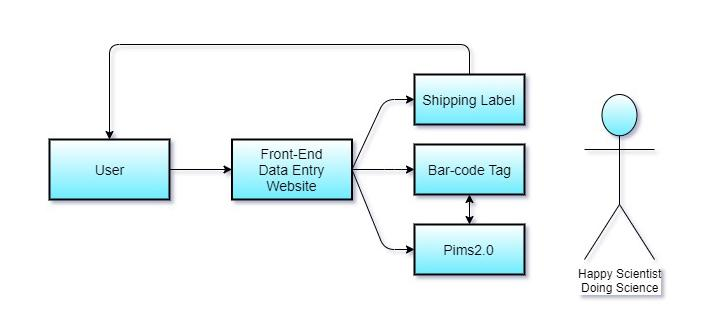 Shipping Label
User
Front-End
Data Entry
Website
Bar-code Tag
Pims2.0
Happy Scientist
Doing Science